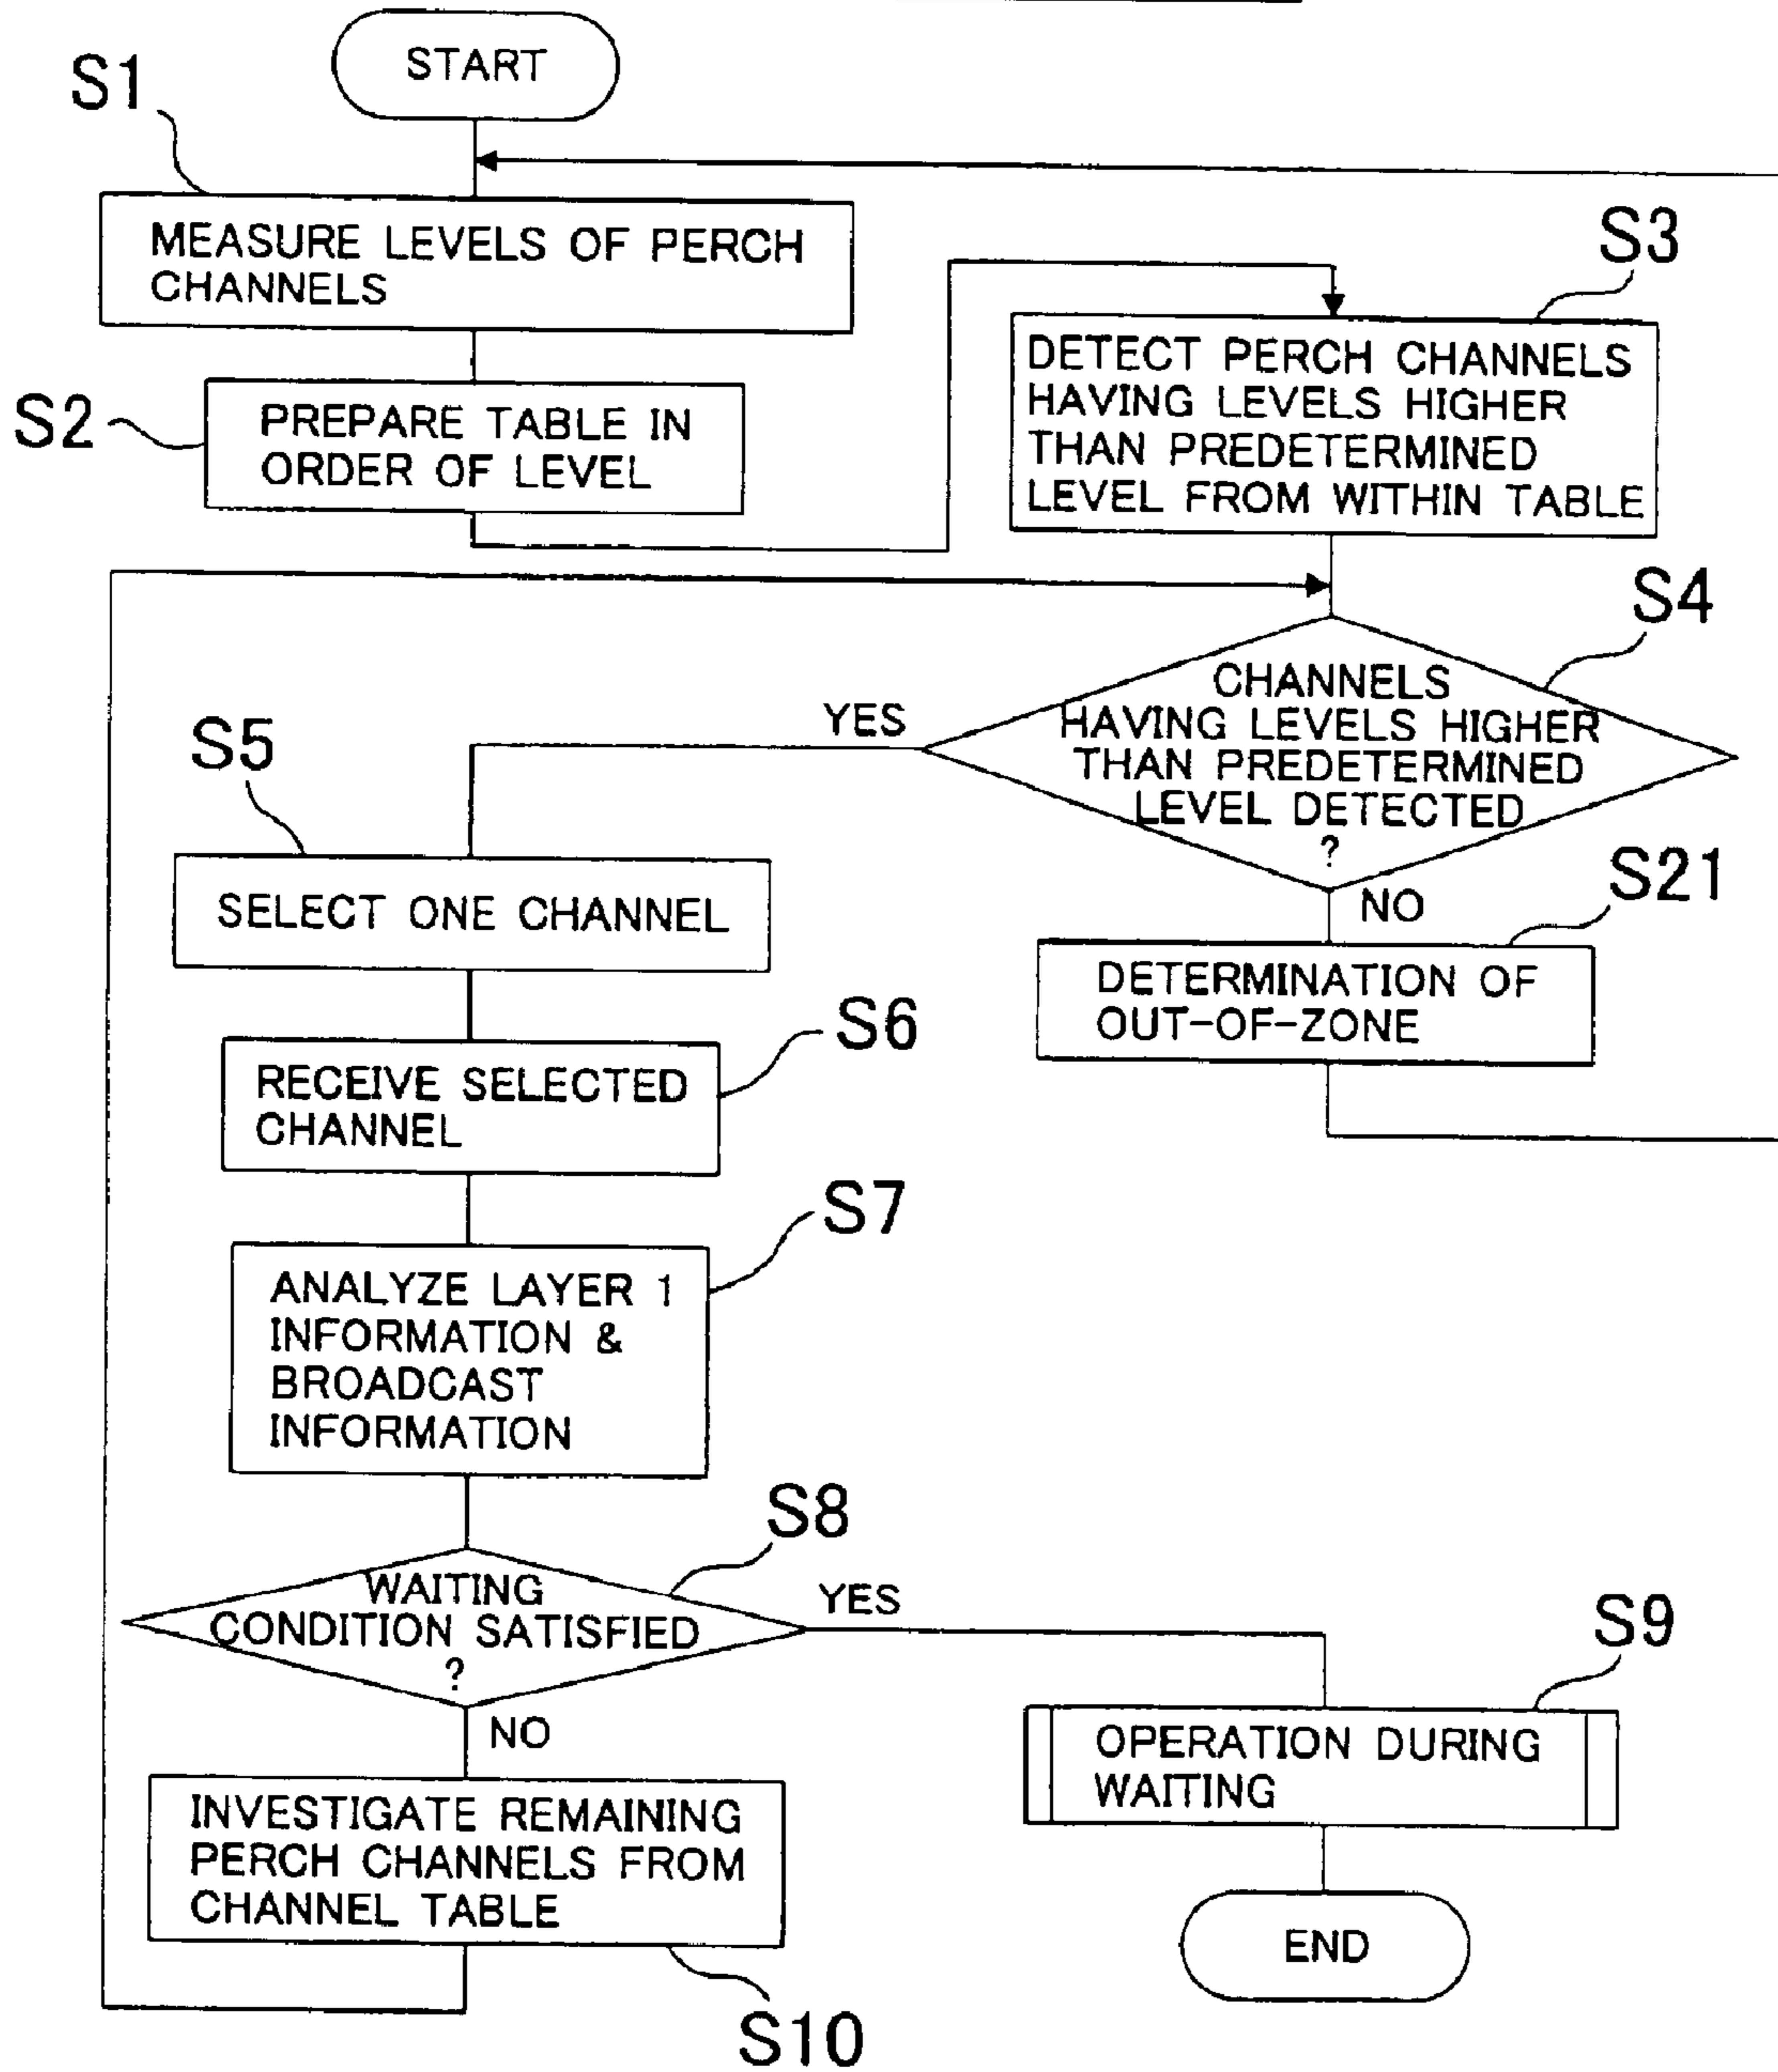 START
S1
MEASURE LEVELS OF PERCH
CHANNELS
S2
PREPARE TABLE IN
ORDER OF LEVEL
S3
DETECT PERCH CHANNELS
HAVING LEVELS HIGHER
THAN PREDETERMINED
LEVEL FROM WITHIN TABLE
S4
CHANNELS
HAVING LEVELS HIGHER
THAN PREDETERMINED
LEVEL DETECTED
?
YES
NO
S5
SELECT ONE CHANNEL
S21
DETERMINATION OF
OUT-OF-ZONE
S6
RECEIVE SELECTED
CHANNEL
S7
ANALYZE LAYER 1
INFORMATION &
BROADCAST
INFORMATION
S8
WAITING
CONDITION SATISFIED
?
YES
NO
S9
OPERATION DURING
WAITING
INVESTIGATE REMAINING
PERCH CHANNELS FROM
CHANNEL TABLE
S10
END